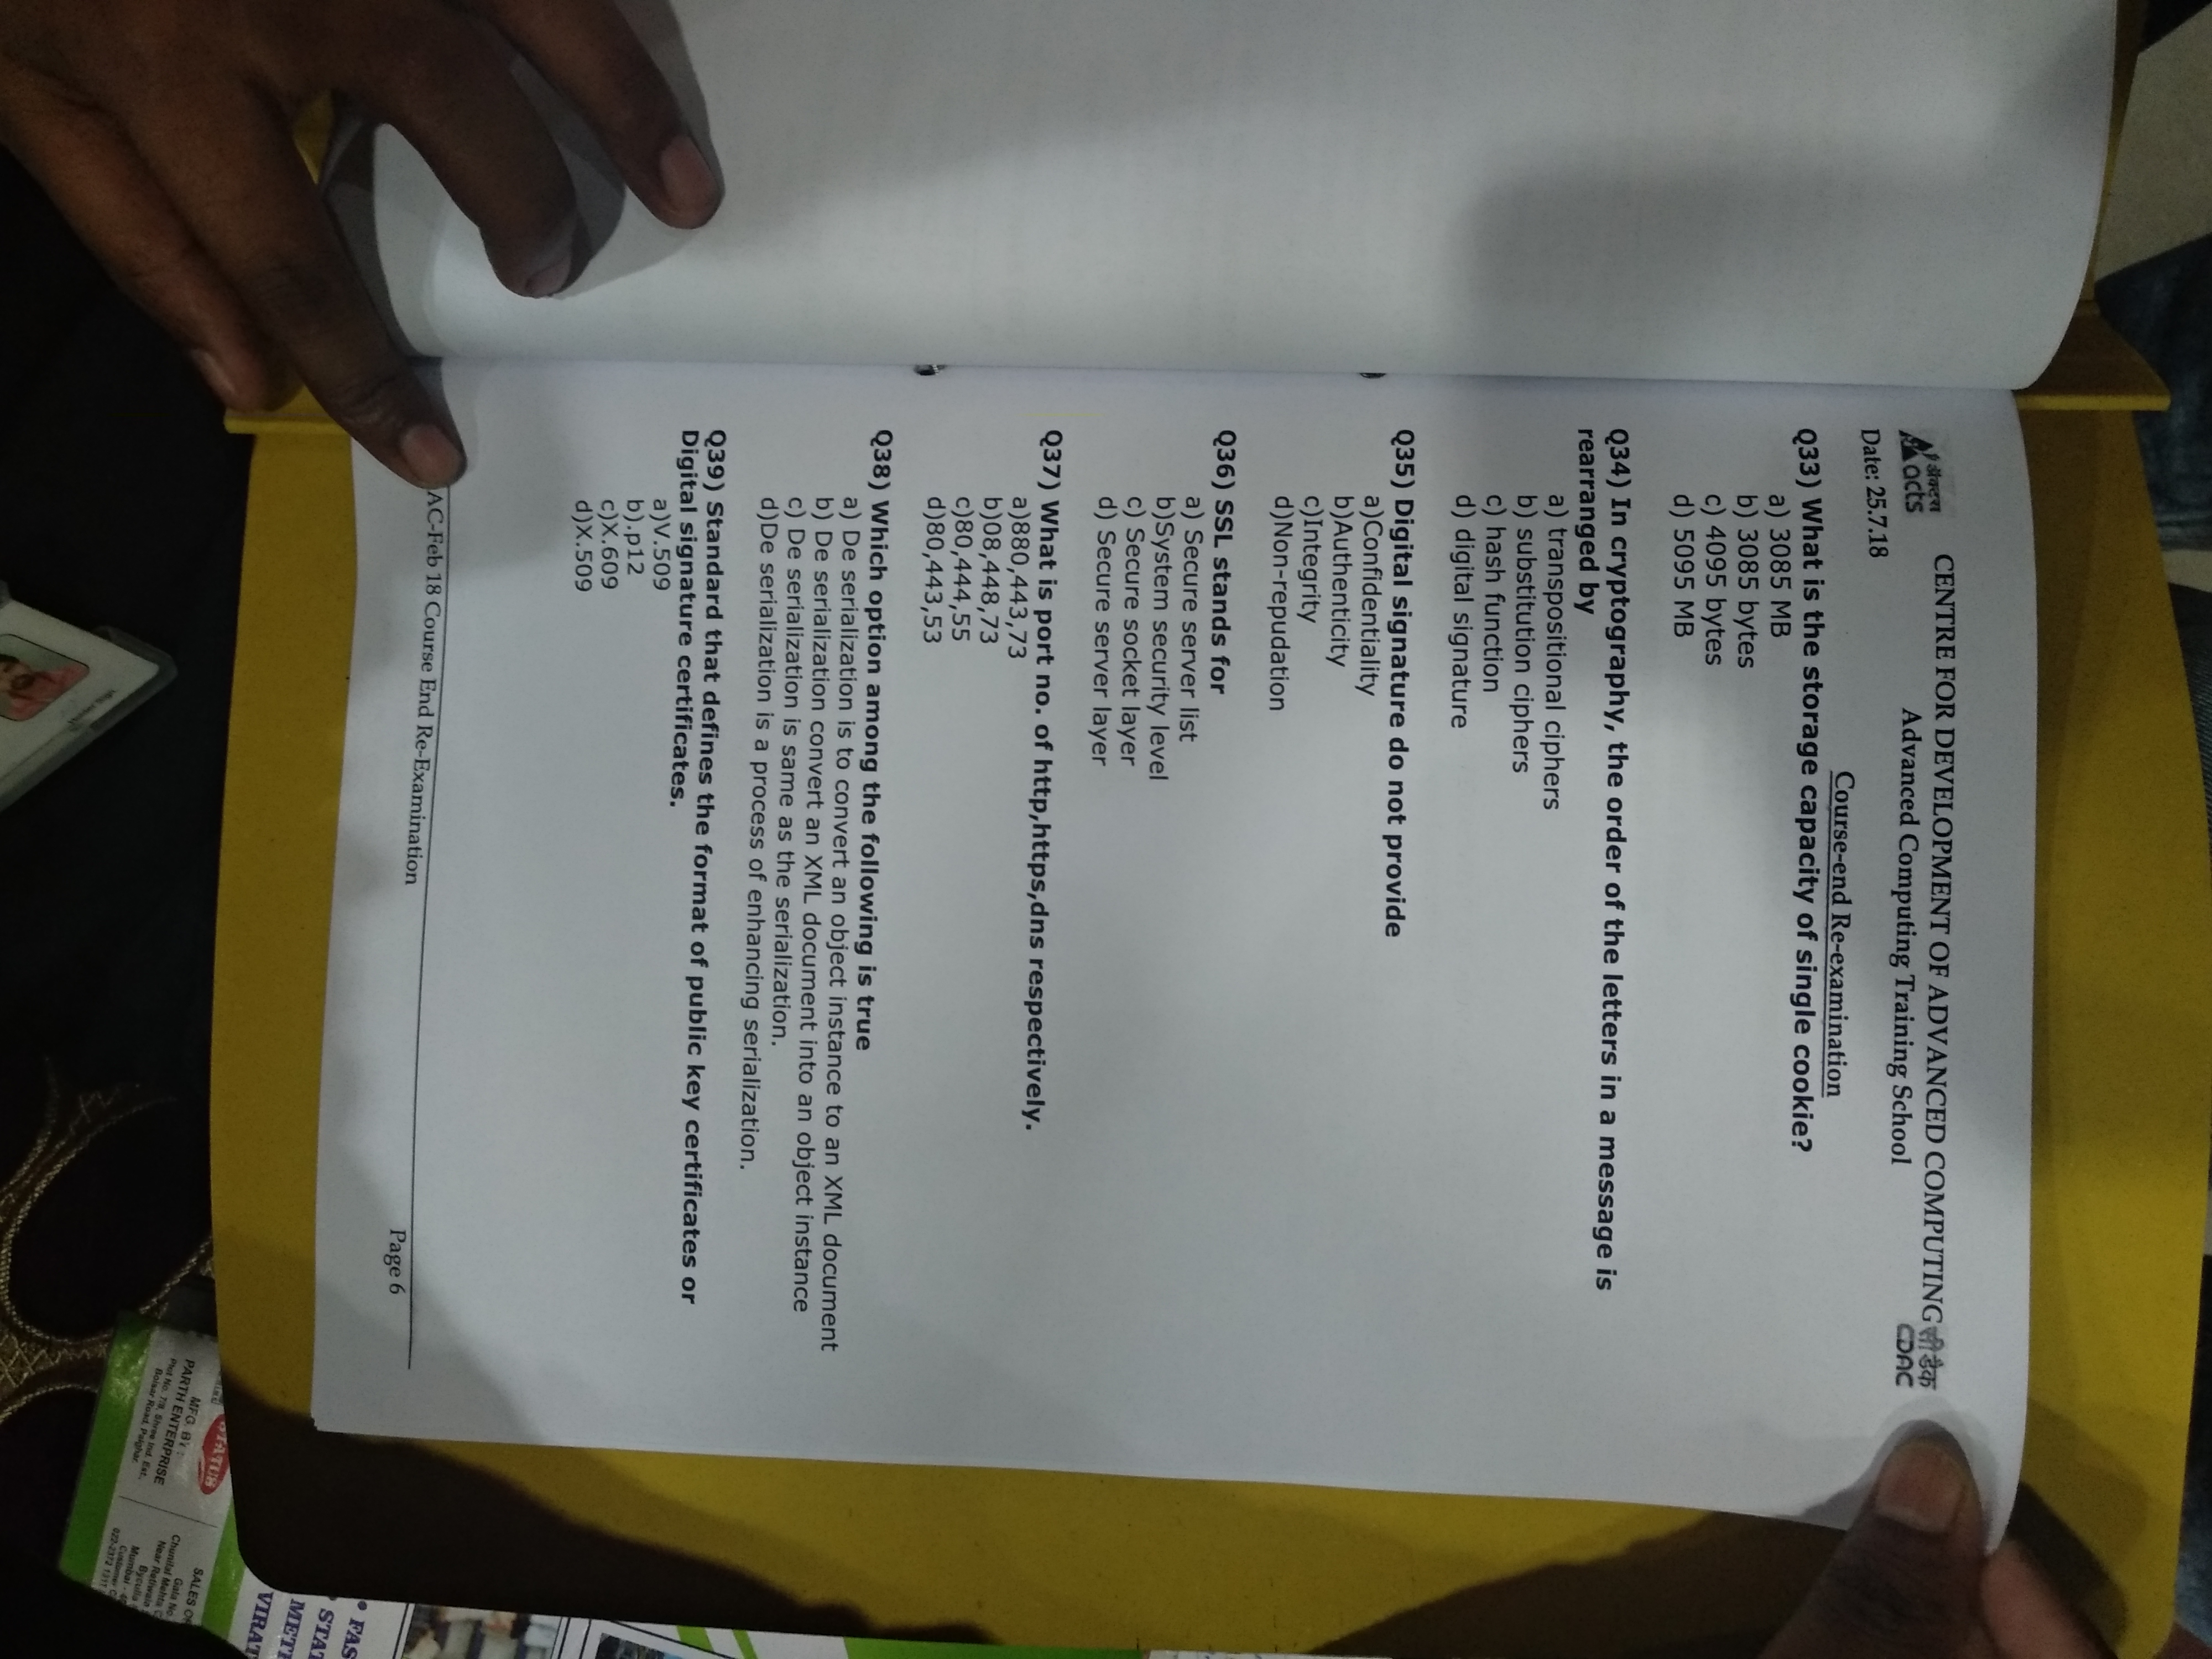 अ‍ॅक्टस
acts
CENTRE FOR DEVELOPMENT OF ADVANCED COMPUTING
सी डैक
CDAC
Advanced Computing Training School
Date: 25.7.18
Course-end Re-examination
Q33) What is the storage capacity of single cookie?
a) 3085 MB
b) 3085 bytes
c) 4095 bytes
d) 5095 MB
Q34) In cryptography, the order of the letters in a message is
rearranged by
a) transpositional ciphers
b) substitution ciphers
c) hash function
d) digital signature
Q35) Digital signature do not provide
a)Confidentiality
b)Authenticity
c)Integrity
d)Non-repudation
Q36) SSL stands for
a) Secure server list
b)System security level
c) Secure socket layer
d) Secure server layer
Q37) What is port no. of http,https,dns respectively.
a)880,443,73
b)08,448,73
c)80,444,55
d)80,443,53
Q38) Which option among the following is true
a) De serialization is to convert an object instance to an XML document
b) De serialization convert an XML document into an object instance
c) De serialization is same as the serialization.
d)De serialization is a process of enhancing serialization.
Q39) Standard that defines the format of public key certificates or
Digital signature certificates.
a)V.509
b).p12
c)X.609
d)X.509
AC-Feb 18 Course End Re-Examination
Page 6
• FAS
STAT
VIRAT
STATUS
MFG. BY :
PARTH ENTERPRISE
Plot No. 7/8, Shree Ind. Est.,
Boisar Road, Palghar.
SALES
Gala No.
Chunilal Mehta
Near Retiwala
Byculla
Mumbai -
Customer